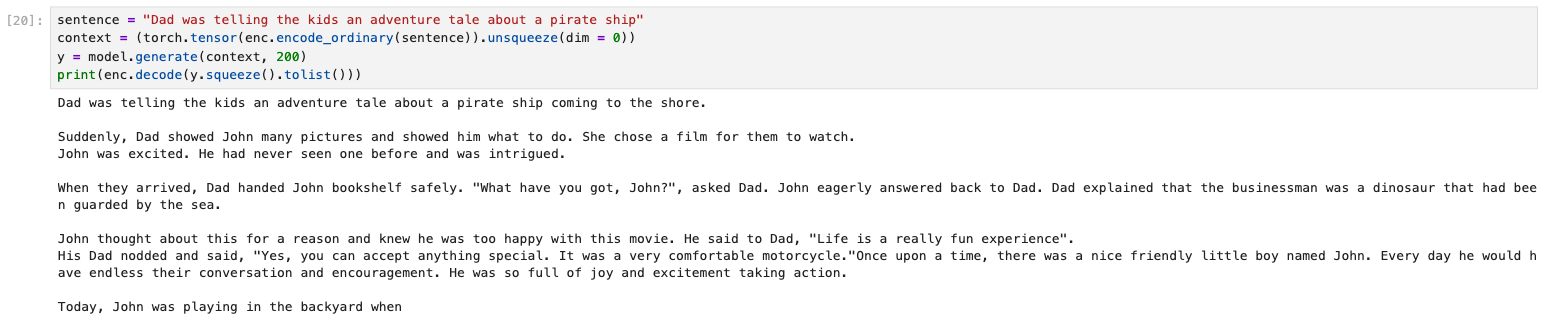 [20]: sentence = "Dad was telling the kids an adventure tale about a pirate ship"
context = (torch.tensor(enc.encode_ordinary(sentence)).unsqueeze(dim = 0))
y = model.generate(context, 200)
print(enc.decode(y.squeeze().tolist()))
Dad was telling the kids an adventure tale about a pirate ship coming to the shore.
Suddenly, Dad showed John many pictures and showed him what to do. She chose a film for them to watch.
John was excited. He had never seen one before and was intrigued.
When they arrived, Dad handed John bookshelf safely. "What have you got, John?", asked Dad. John eagerly answered back to Dad. Dad explained that the businessman was a dinosaur that had bee
n guarded by the sea.
John thought about this for a reason and knew he was too happy with this movie. He said to Dad, "Life is a really fun experience".
His Dad nodded and said, "Yes, you can accept anything special. It was a very comfortable motorcycle."Once upon a time, there was a nice friendly little boy named John. Every day he would h
ave endless their conversation and encouragement. He was so full of joy and excitement taking action.
Today, John was playing in the backyard when